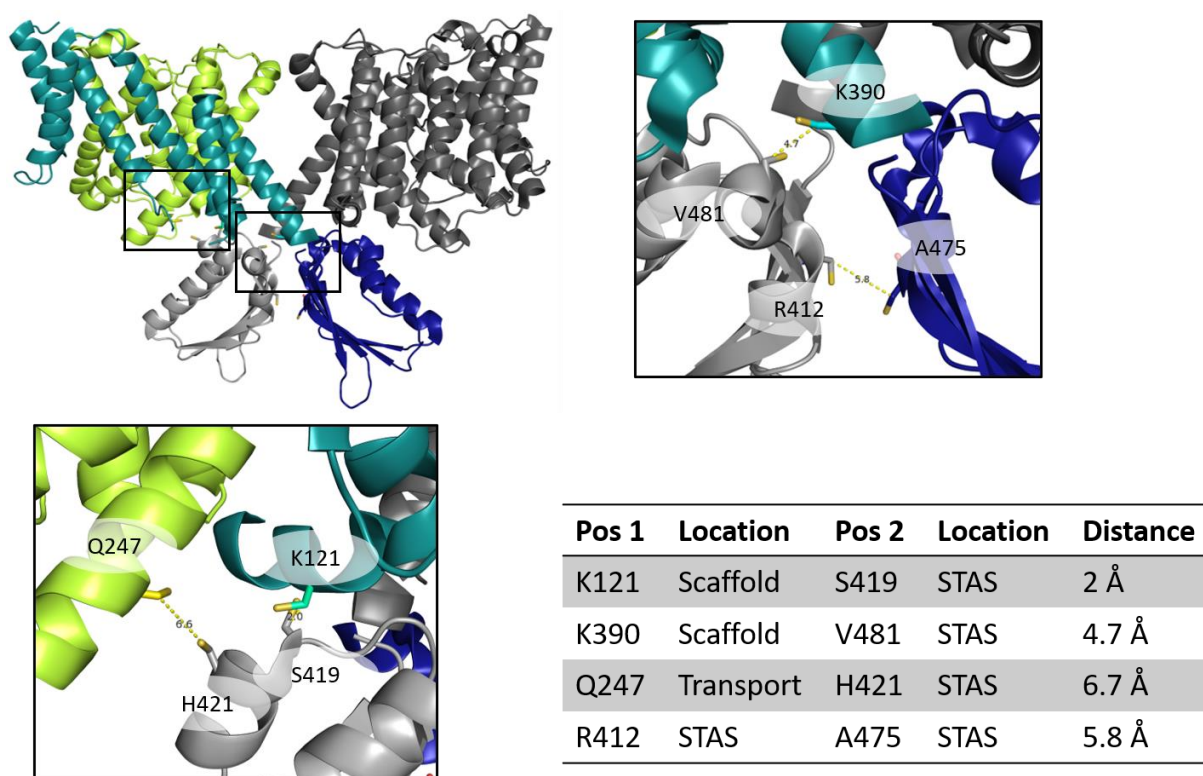 K390
4.7
V481
A475
5.8
R412
Q247
K121
6.6
2.0
S419
H421
Pos 1 Location Pos 2 Location Distance
K121 Scaffold S419 STAS 2 Å
K390 Scaffold V481 STAS 4.7 Å
Q247 Transport H421 STAS 6.7 Å
R412 STAS A475 STAS 5.8 Å